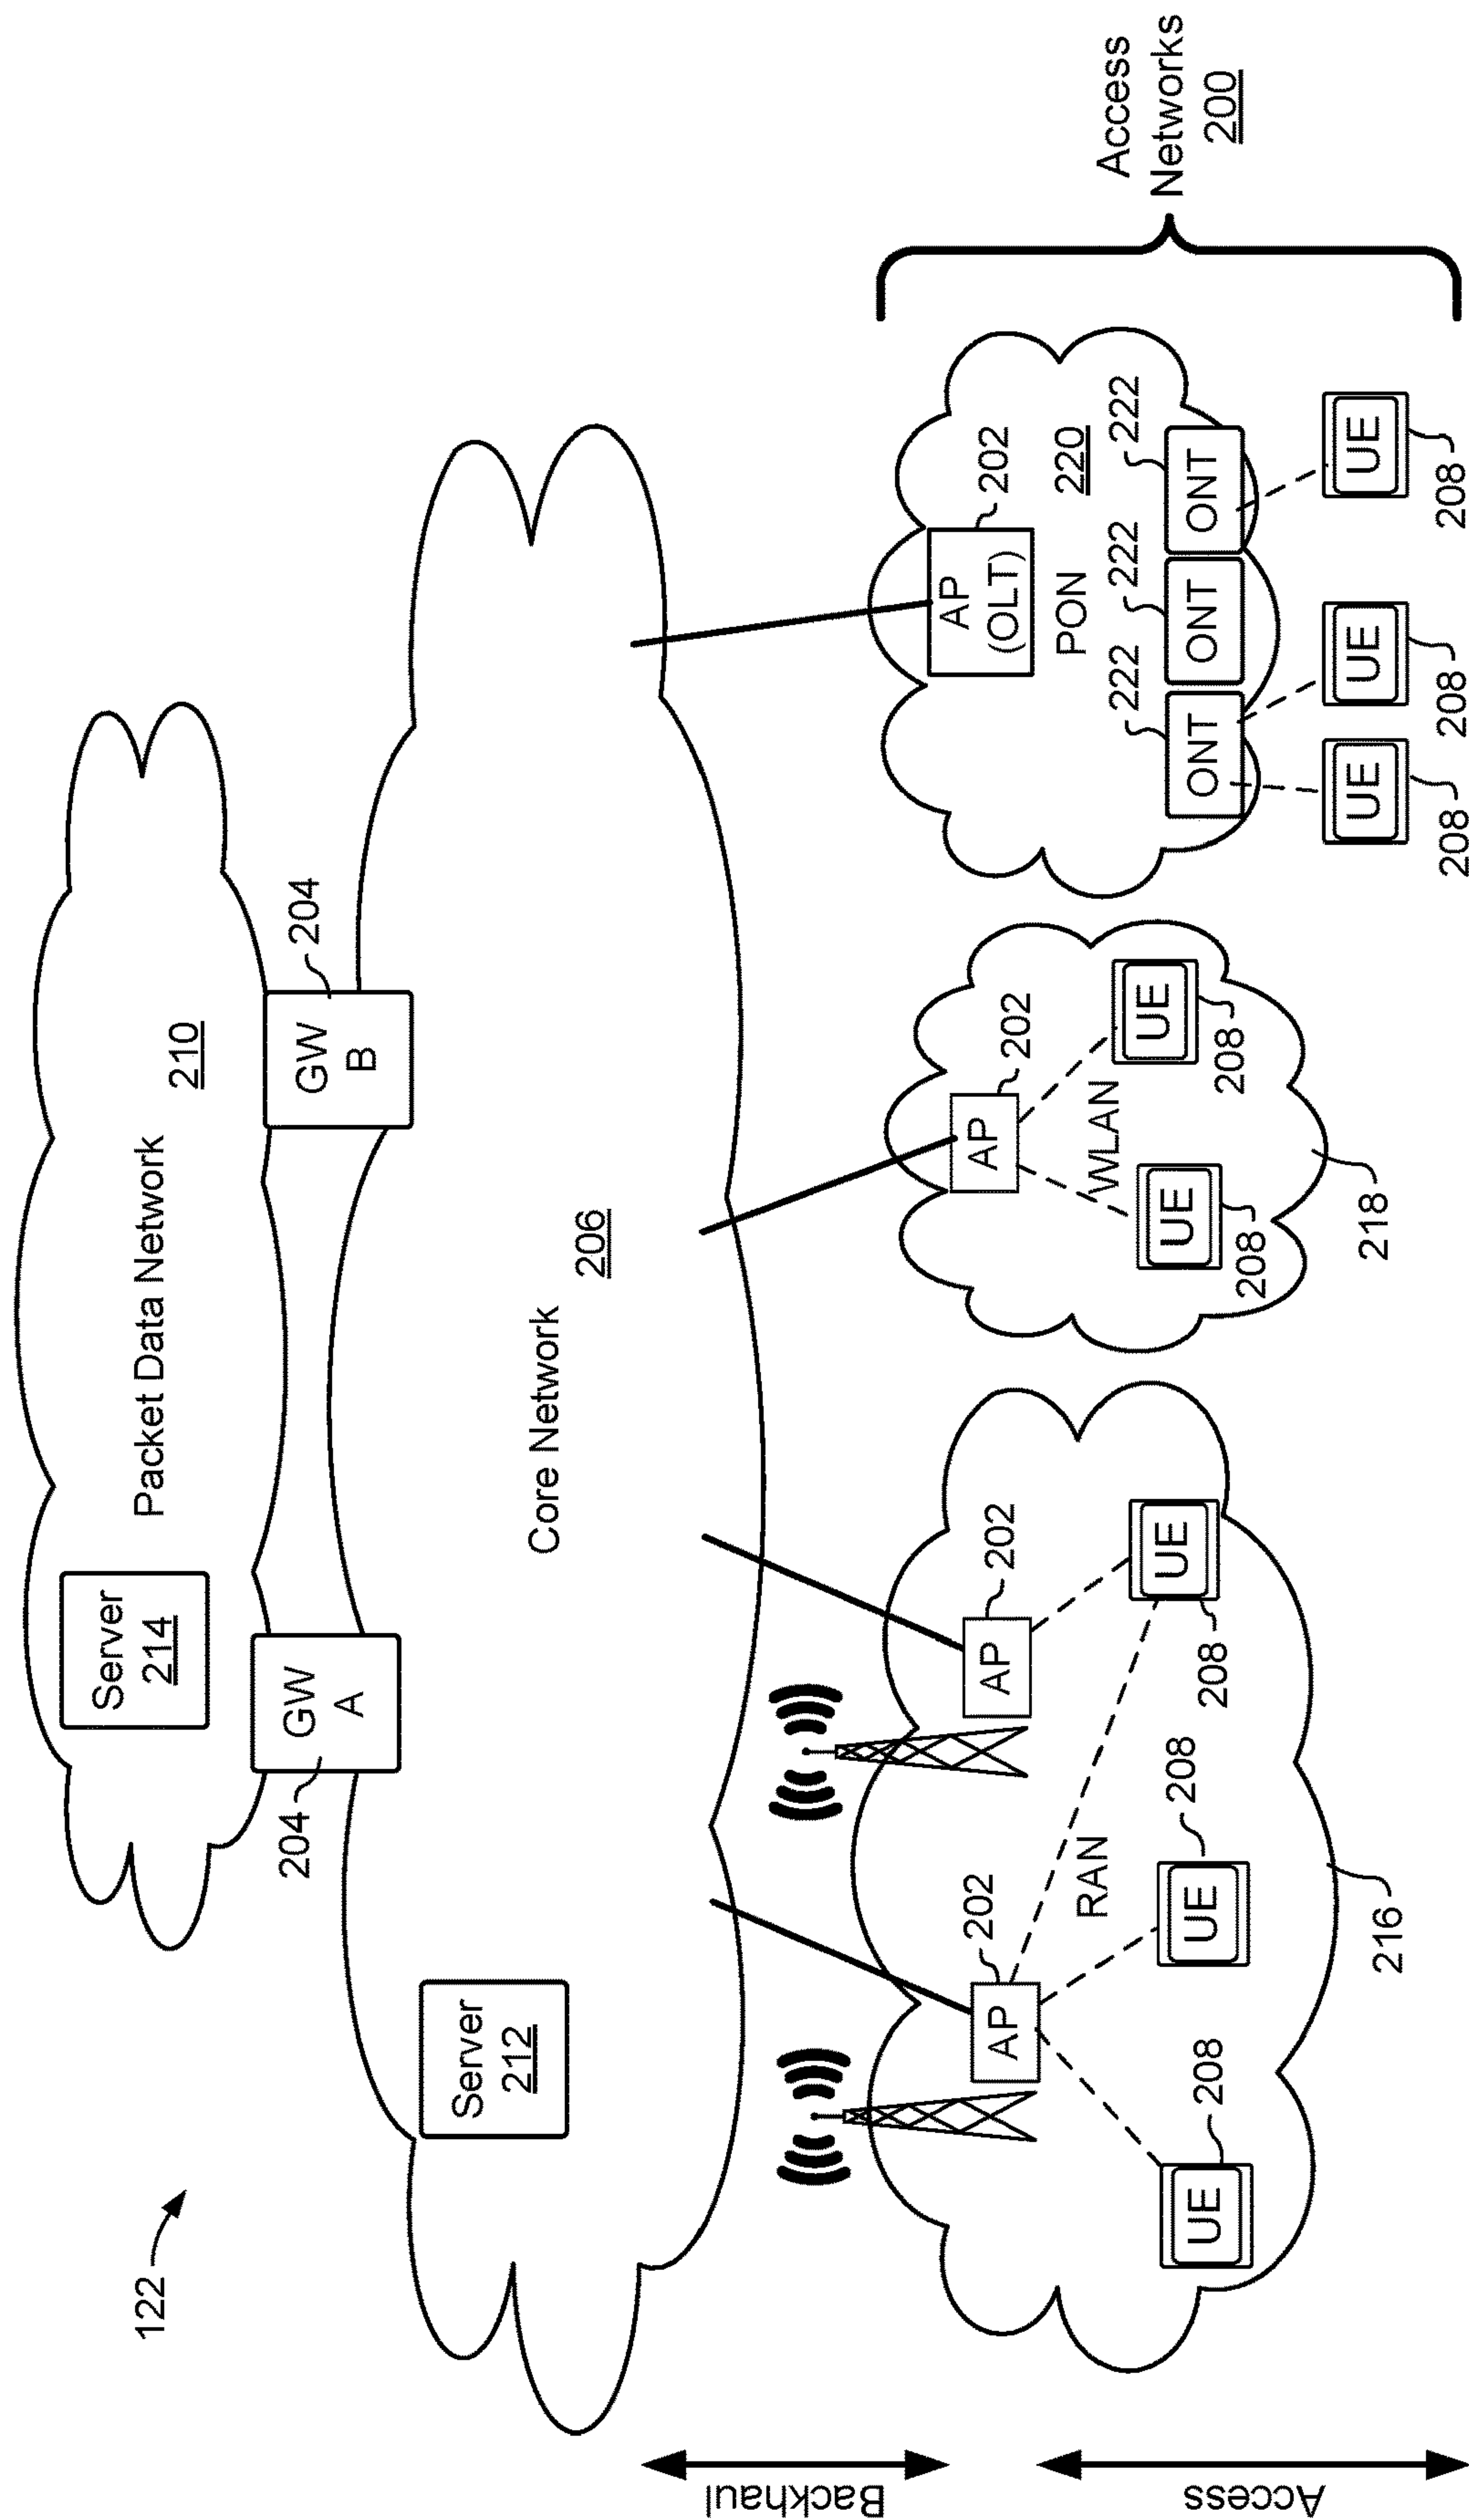 122
Server
214
Packet Data Network
210
GW
A
204
GW
B
204
Server
212
Core Network
206
Backhaul
Access
AP
202
AP
202
RAN
UE
208
UE
208
UE
208
216
AP
202
WLAN
UE
208
UE
208
218
AP
(OLT)
202
PON
220
ONT
222
ONT
222
ONT
222
UE
208
UE
208
UE
208
Access
Networks
200